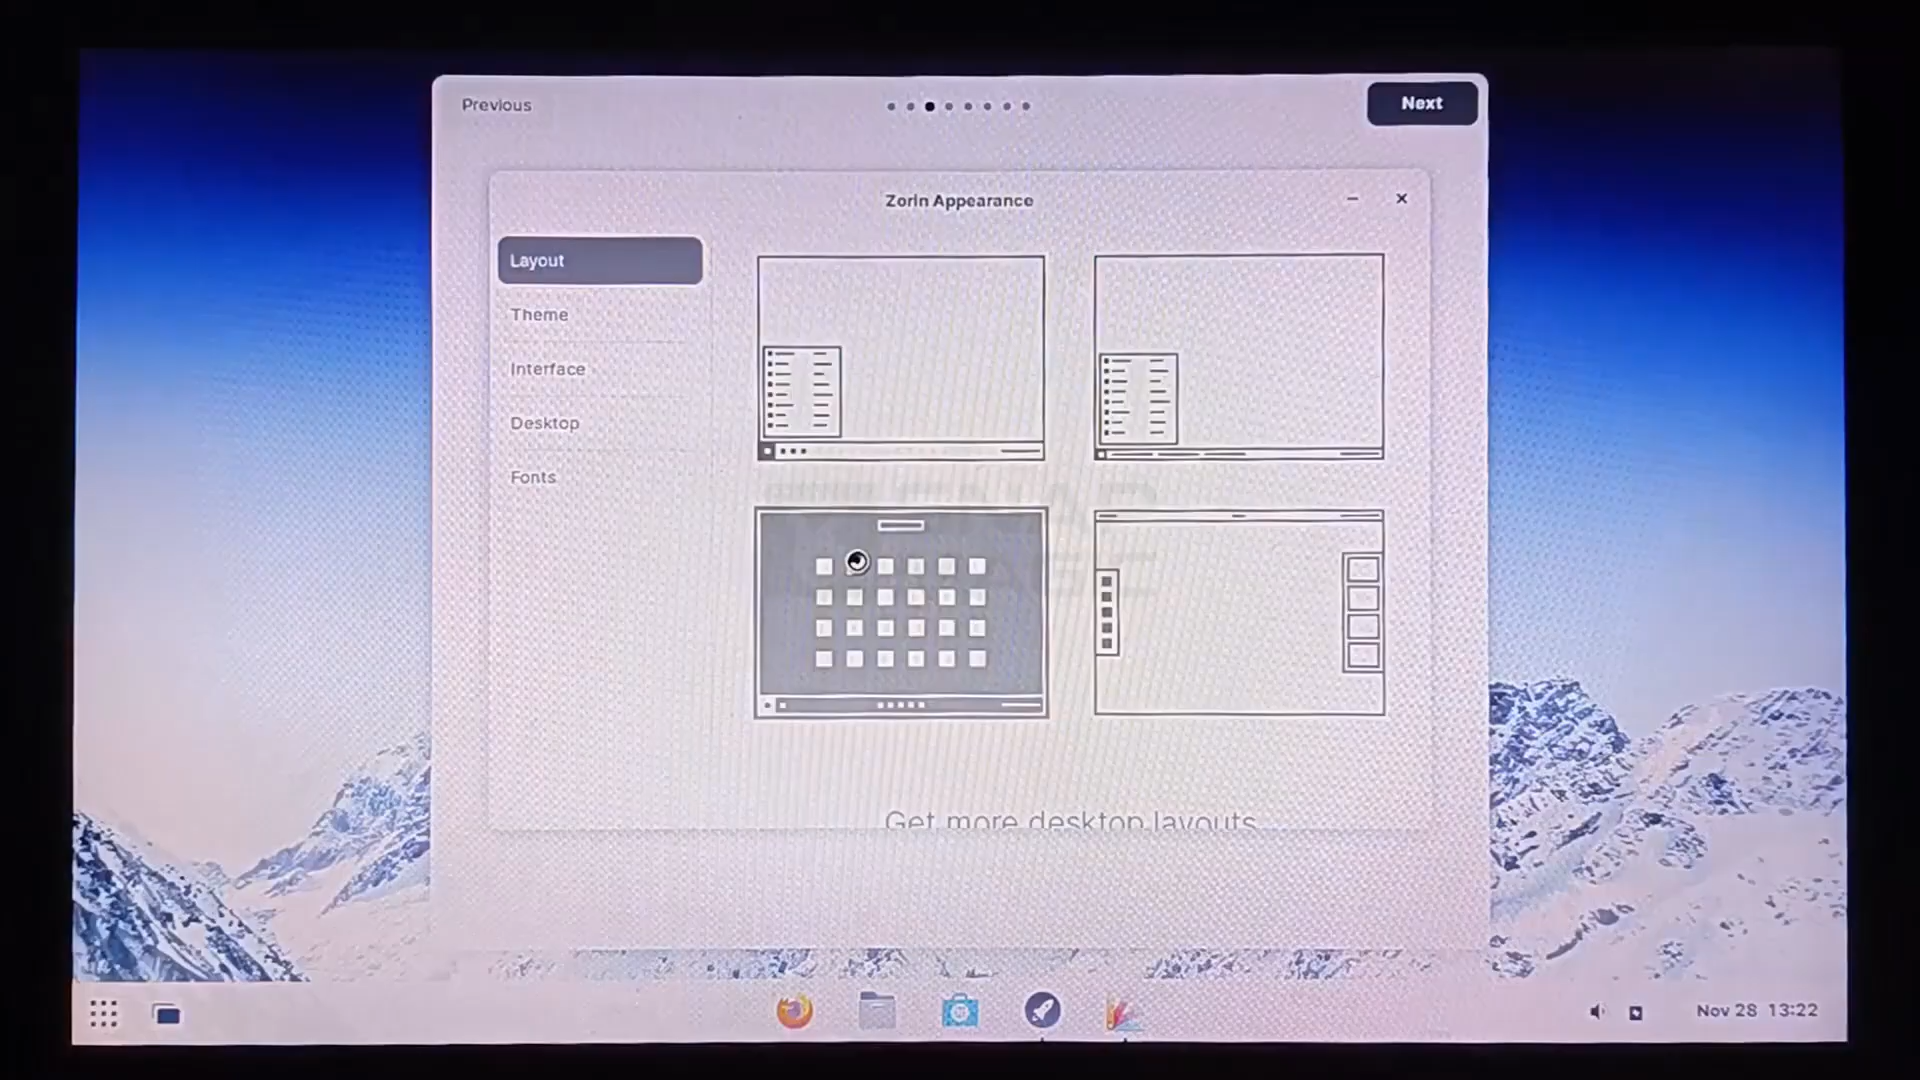 Previous
Next
Zorin Appearance
Layout
Theme
Interface
Desktop
Fonts
Get more desktop layouts
Nov 28 13:22